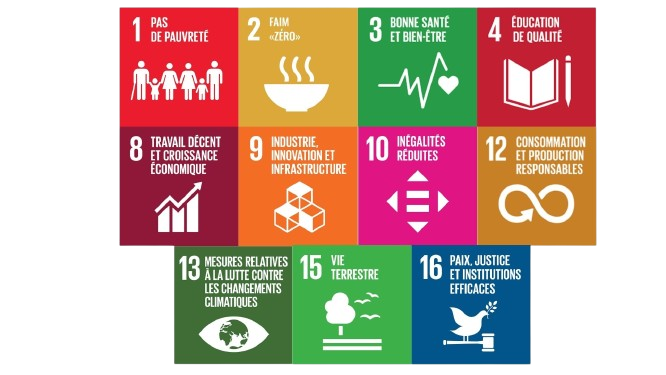 1 PAS
DE PAUVRETÉ
2 FAIM
«ZÉRO»
3 BONNE SANTÉ
ET BIEN-ÊTRE
4 ÉDUCATION
DE QUALITÉ
8 TRAVAIL DÉCENT
ET CROISSANCE
ÉCONOMIQUE
9 INDUSTRIE,
INNOVATION ET
INFRASTRUCTURE
10 INÉGALITÉS
RÉDUITES
12 CONSOMMATION
ET PRODUCTION
RESPONSABLES
13 MESURES RELATIVES
À LA LUTTE CONTRE
LES CHANGEMENTS
CLIMATIQUES
15 VIE
TERRESTRE
16 PAIX, JUSTICE
ET INSTITUTIONS
EFFICACES